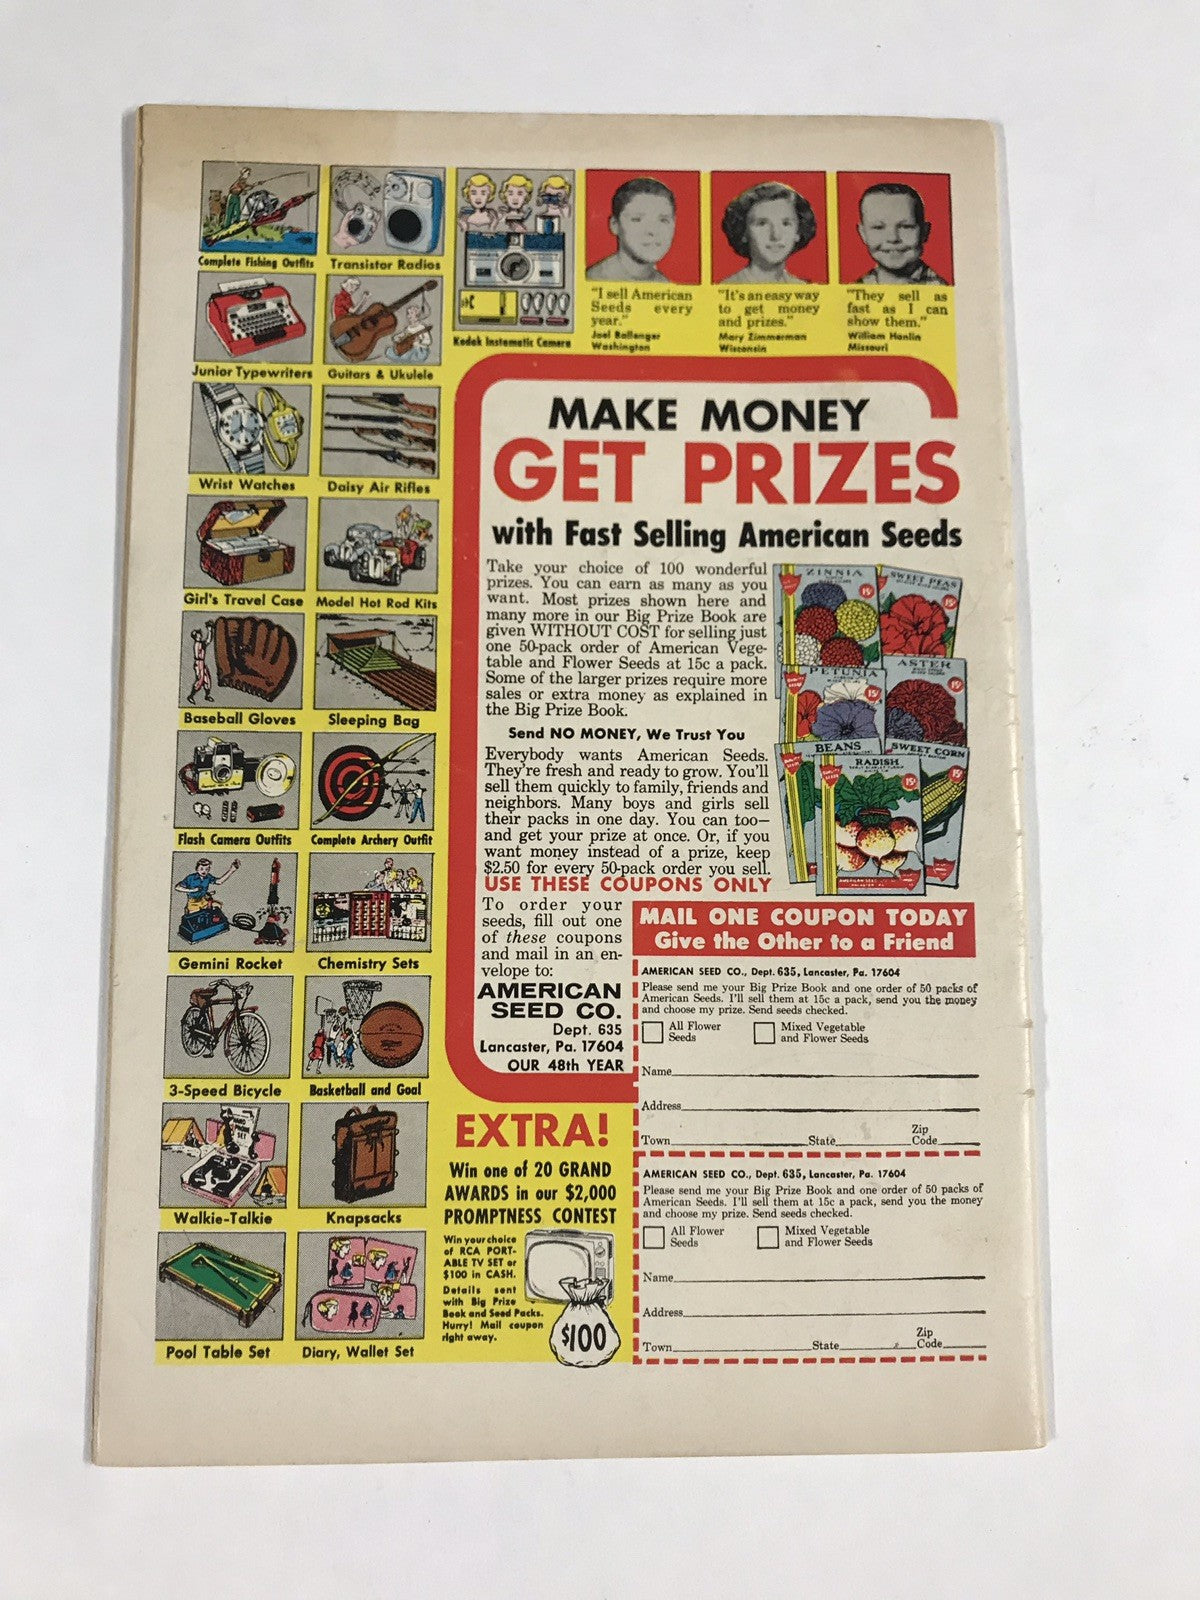 Complete Fishing Outfits
Transistor Radios
Junior Typewriters
Guitars & Ukulele
Kodak Instamatic Camera
Wrist Watches
Daisy Air Rifles
Girl's Travel Case
Model Hot Rod Kits
Baseball Gloves
Sleeping Bag
Flash Camera Outfits
Complete Archery Outfit
Gemini Rocket
Chemistry Sets
3-Speed Bicycle
Basketball and Goal
Walkie-Talkie
Knapsacks
Pool Table Set
Diary, Wallet Set
"I sell American
Seeds every
year."
Joel Ballenger
Washington
"It's an easy way
to get money
and prizes."
Mary Zimmerman
Wisconsin
"They sell as
fast as I can
show them."
William Hanlin
Missouri
MAKE MONEY
GET PRIZES
with Fast Selling American Seeds
Take your choice of 100 wonderful
prizes. You can earn as many as you
want. Most prizes shown here and
many more in our Big Prize Book are
given WITHOUT COST for selling just
one 50-pack order of American Vege-
table and Flower Seeds at 15c a pack.
Some of the larger prizes require more
sales or extra money as explained in
the Big Prize Book.
Send NO MONEY, We Trust You
Everybody wants American Seeds.
They're fresh and ready to grow. You'll
sell them quickly to family, friends and
neighbors. Many boys and girls sell
their packs in one day. You can too—
and get your prize at once. Or, if you
want money instead of a prize, keep
$2.50 for every 50-pack order you sell.
USE THESE COUPONS ONLY
ZINNIA
15¢
SWEET PEAS
15¢
PETUNIA
15¢
ASTER
15¢
BEANS
SWEET CORN
15¢
RADISH
15¢
To order your
seeds, fill out one
of these coupons
and mail in an en-
velope to:
AMERICAN
SEED CO.
Dept. 635
Lancaster, Pa. 17604
OUR 48th YEAR
MAIL ONE COUPON TODAY
Give the Other to a Friend
AMERICAN SEED CO., Dept. 635, Lancaster, Pa. 17604
Please send me your Big Prize Book and one order of 50 packs of
American Seeds. I'll sell them at 15c a pack, send you the money
and choose my prize. Send seeds checked.
All Flower
Seeds
Mixed Vegetable
and Flower Seeds
Name
Address
Town State Zip Code
AMERICAN SEED CO., Dept. 635, Lancaster, Pa. 17604
Please send me your Big Prize Book and one order of 50 packs of
American Seeds. I'll sell them at 15c a pack, send you the money
and choose my prize. Send seeds checked.
All Flower
Seeds
Mixed Vegetable
and Flower Seeds
Name
Address
Town State Zip Code
EXTRA!
Win one of 20 GRAND
AWARDS in our $2,000
PROMPTNESS CONTEST
Win your choice
of RCA PORT-
ABLE TV SET or
$100 in CASH.
Details sent
with Big Prize
Book and Seed Packs.
Hurry! Mail coupon
right away.
$100